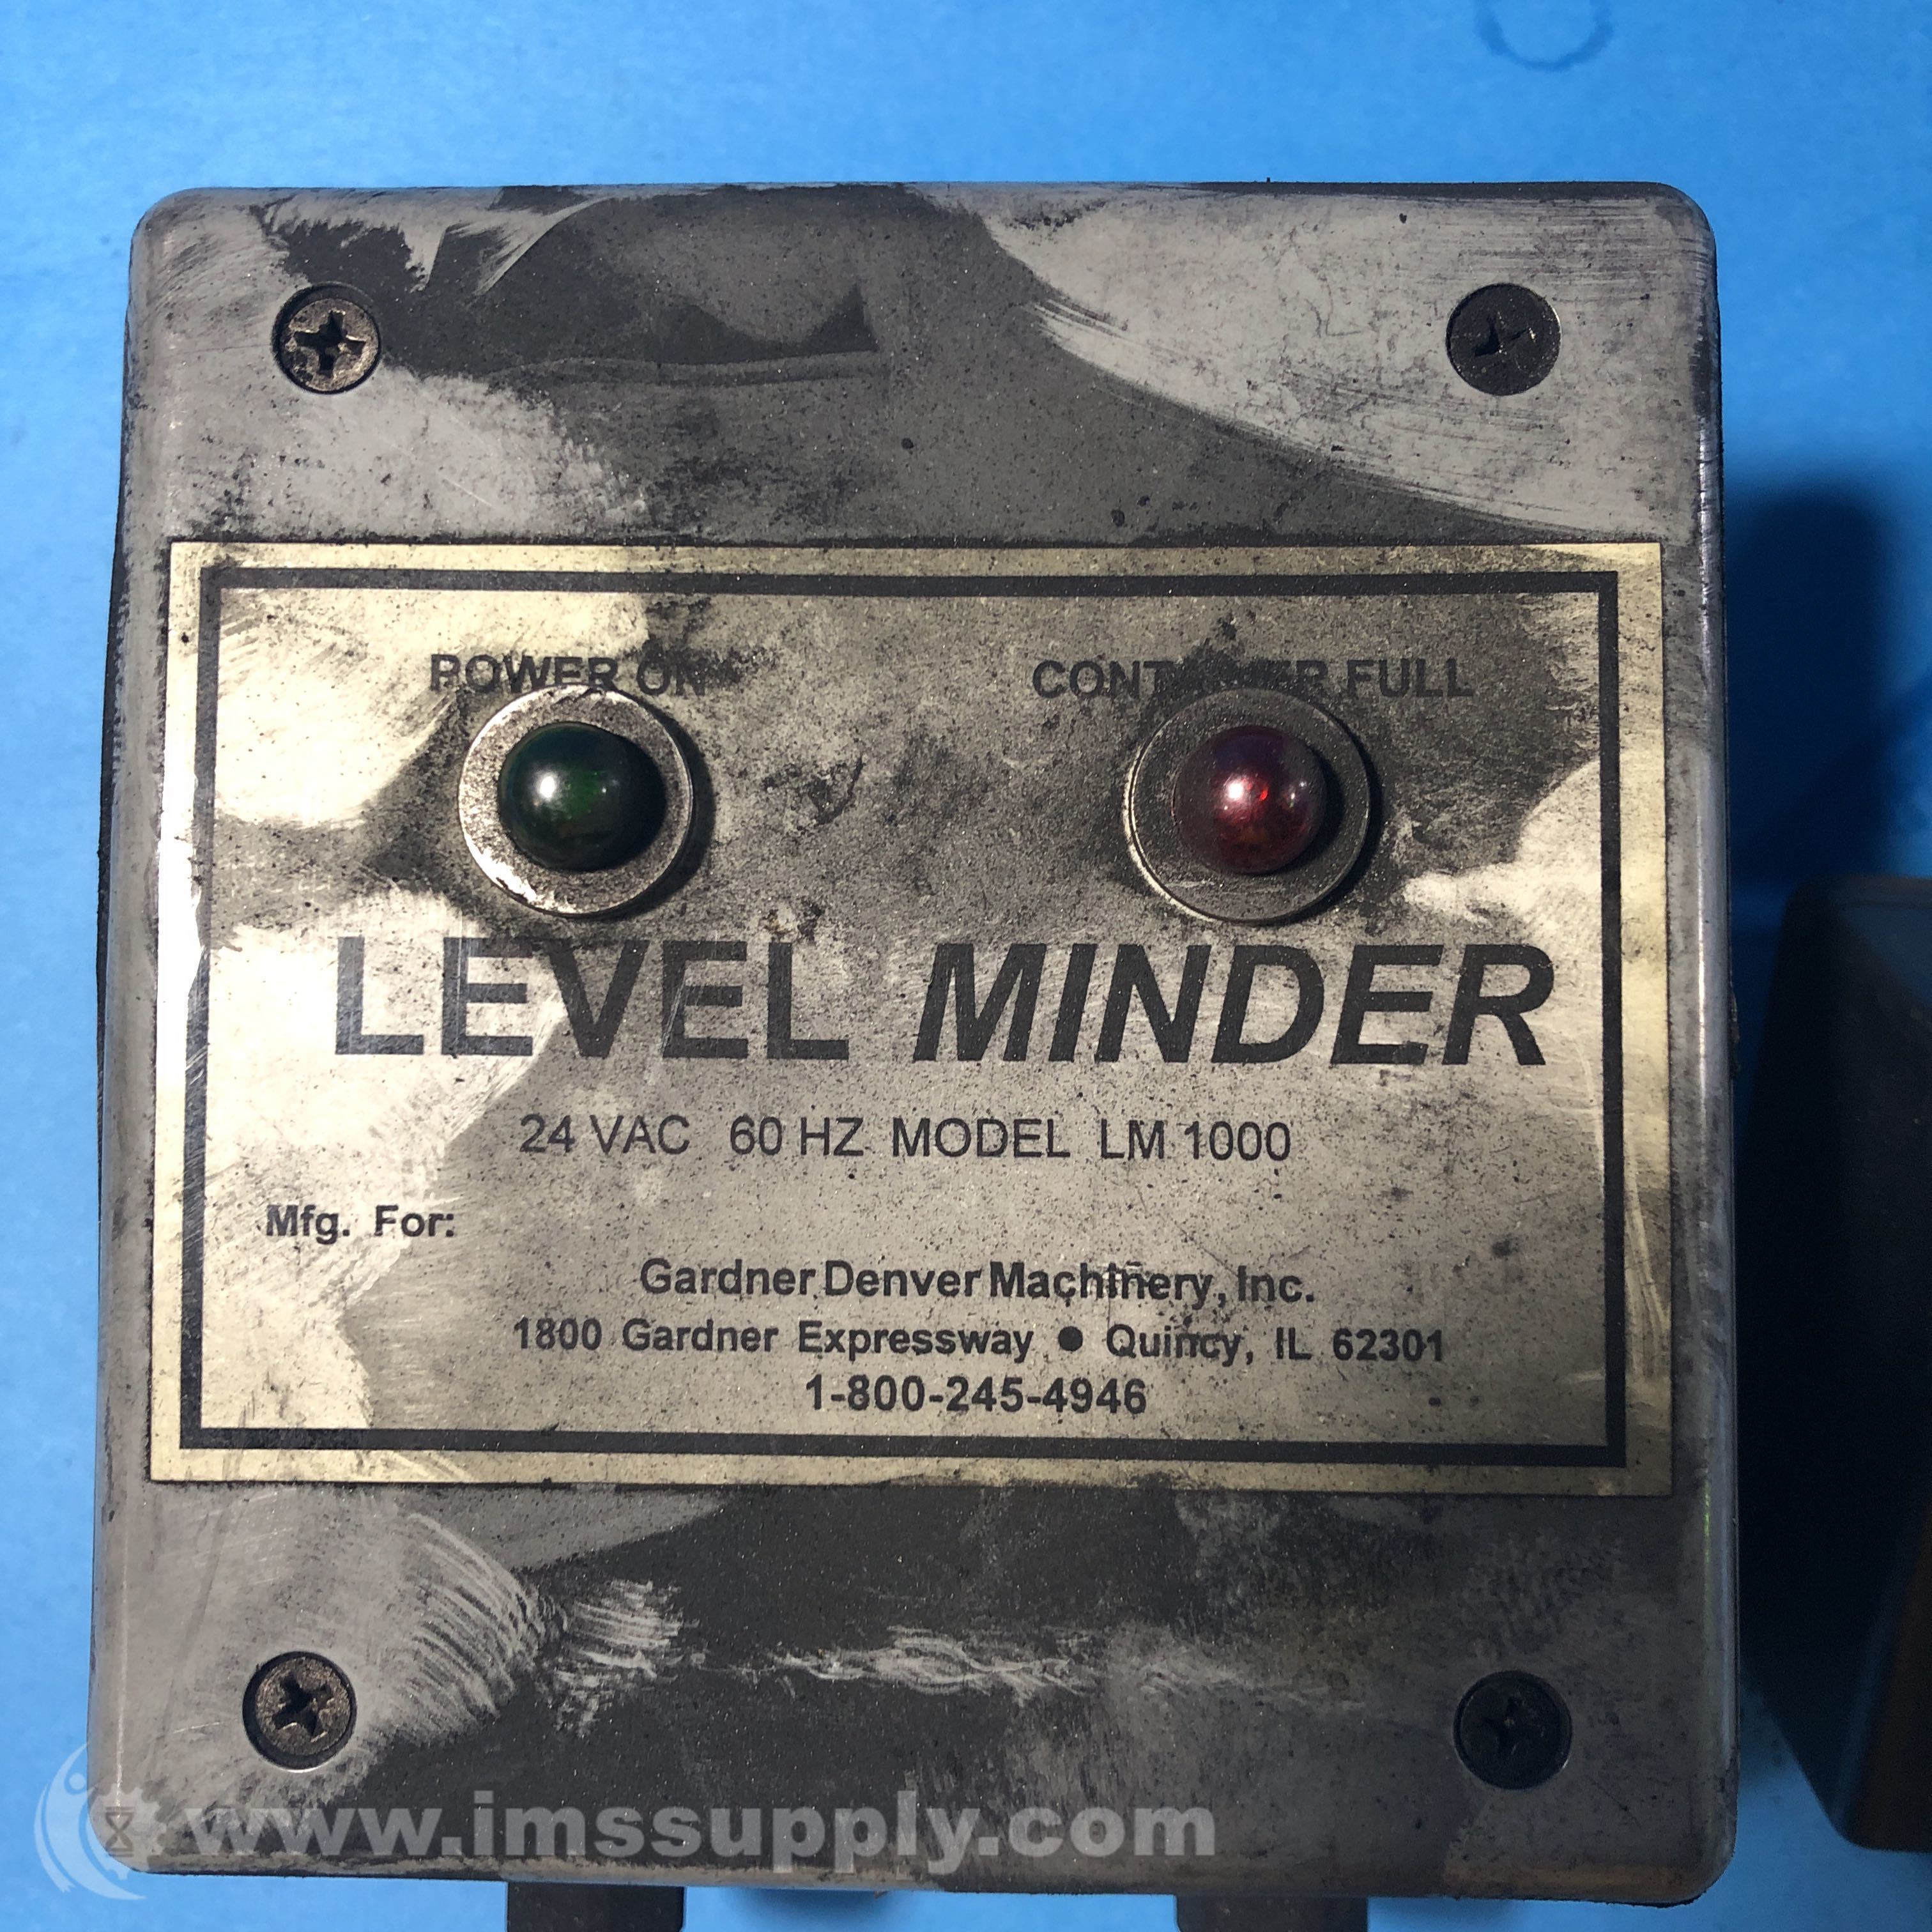 POWER ON
CONTAINER FULL
LEVEL MINDER
24 VAC 60 HZ MODEL LM 1000
Mfg. For:
Gardner Denver Machinery, Inc.
1800 Gardner Expressway • Quincy, IL 62301
1-800-245-4946
www.imssupply.com